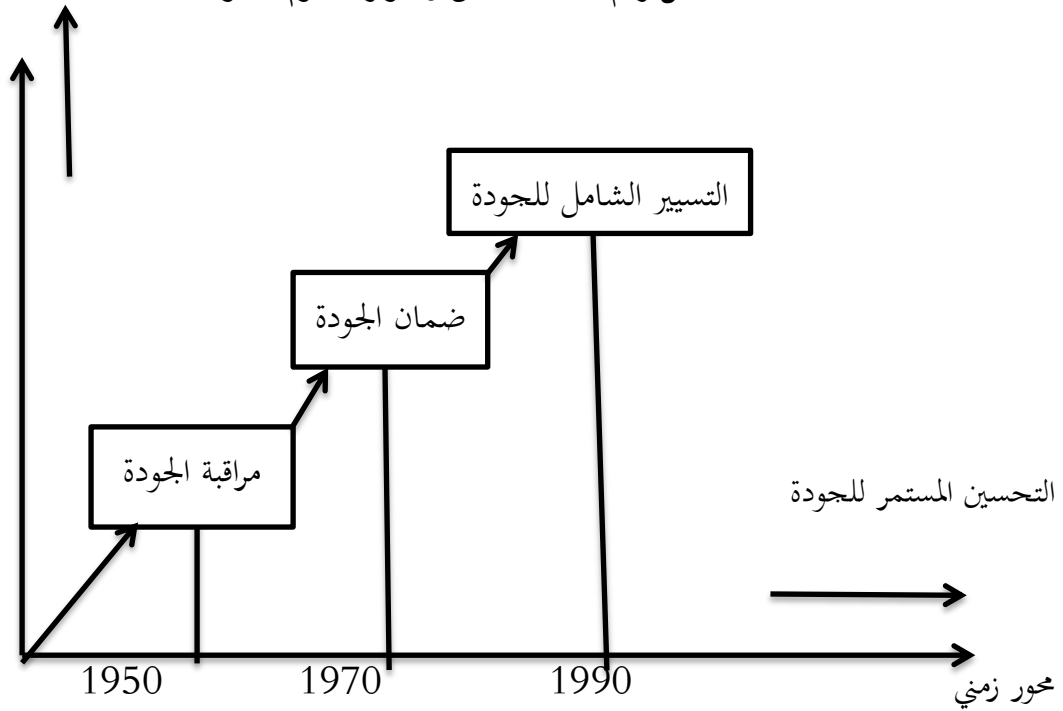 التسيير الشامل للجودة
ضمان الجودة
مراقبة الجودة
التحسين المستمر للجودة
1950 1970 1990
محور زمني